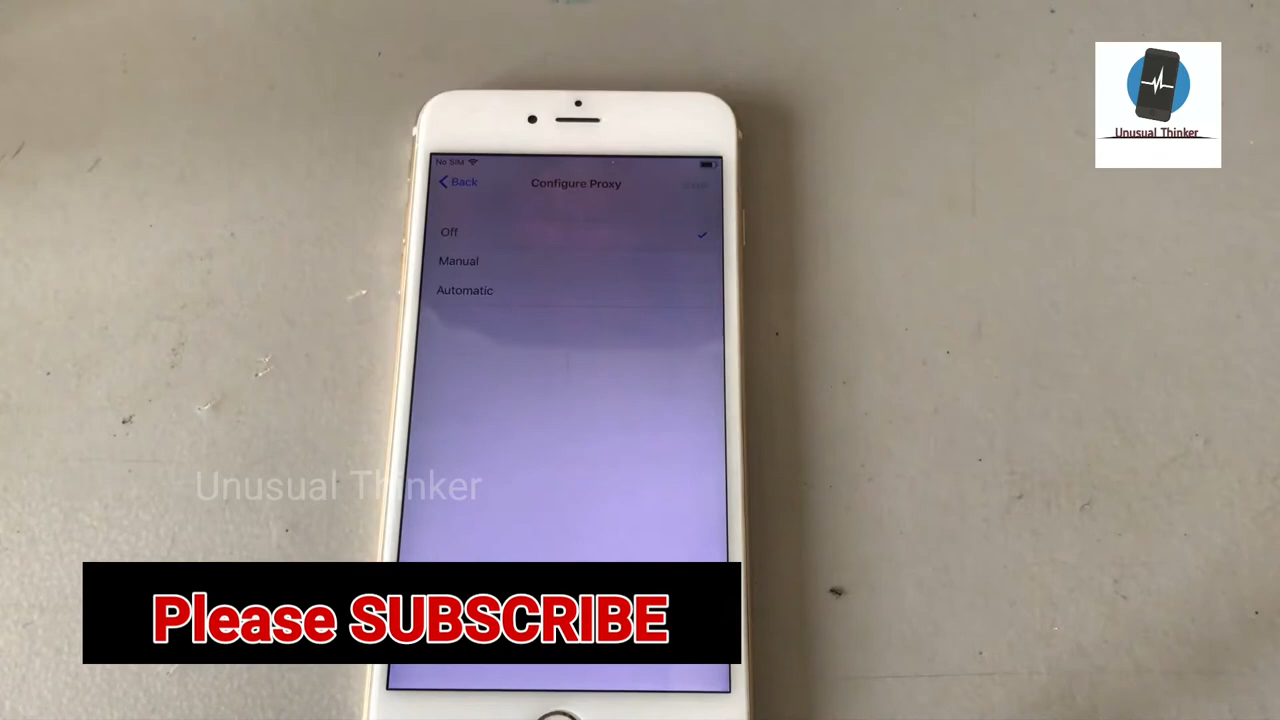 Unusual Thinker
No SIM
Back
Configure Proxy
Off
Manual
Automatic
Unusual Thinker
Please SUBSCRIBE